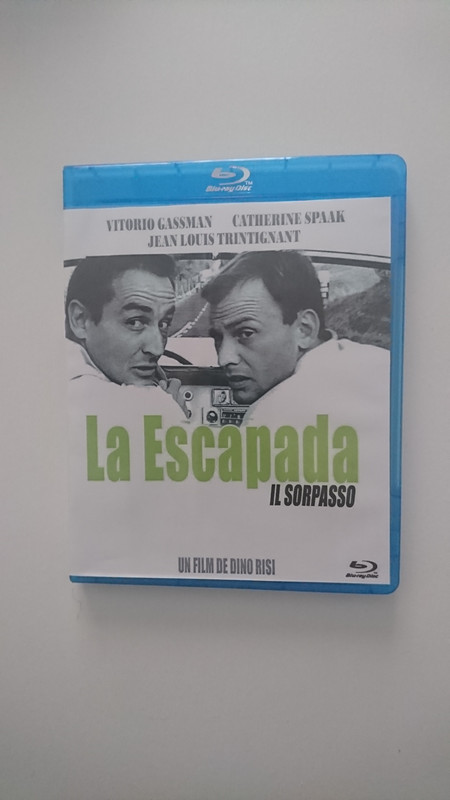 Blu-ray Disc™
VITORIO GASSMAN CATHERINE SPAAK
JEAN LOUIS TRINTIGNANT
La Escapada
IL SORPASSO
UN FILM DE DINO RISI
Blu-ray Disc